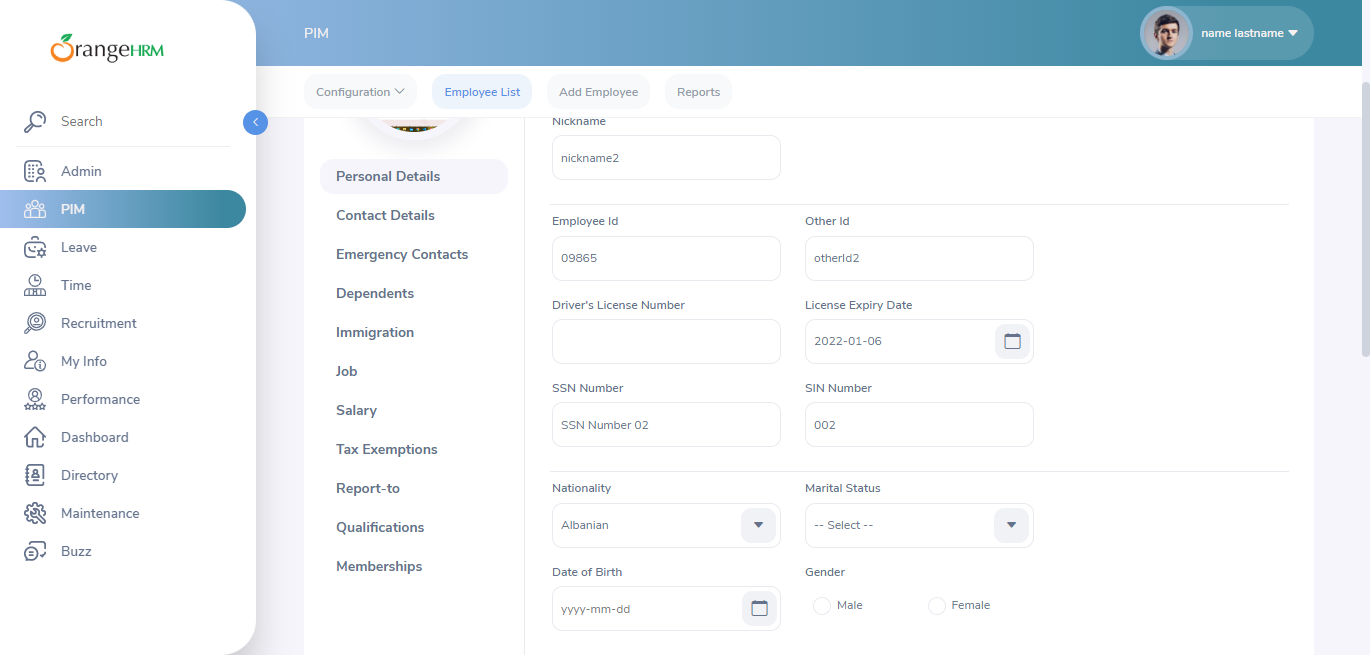 OrangeHRM
PIM
name lastname
Search
Admin
PIM
Leave
Time
Recruitment
My Info
Performance
Dashboard
Directory
Maintenance
Buzz
Configuration
Employee List
Add Employee
Reports
Personal Details
Contact Details
Emergency Contacts
Dependents
Immigration
Job
Salary
Tax Exemptions
Report-to
Qualifications
Memberships
Nickname
nickname2
Employee Id
Other Id
09865
otherId2
Driver's License Number
License Expiry Date
2022-01-06
SSN Number
SIN Number
SSN Number 02
002
Nationality
Marital Status
Albanian
-- Select --
Date of Birth
Gender
yyyy-mm-dd
Male
Female